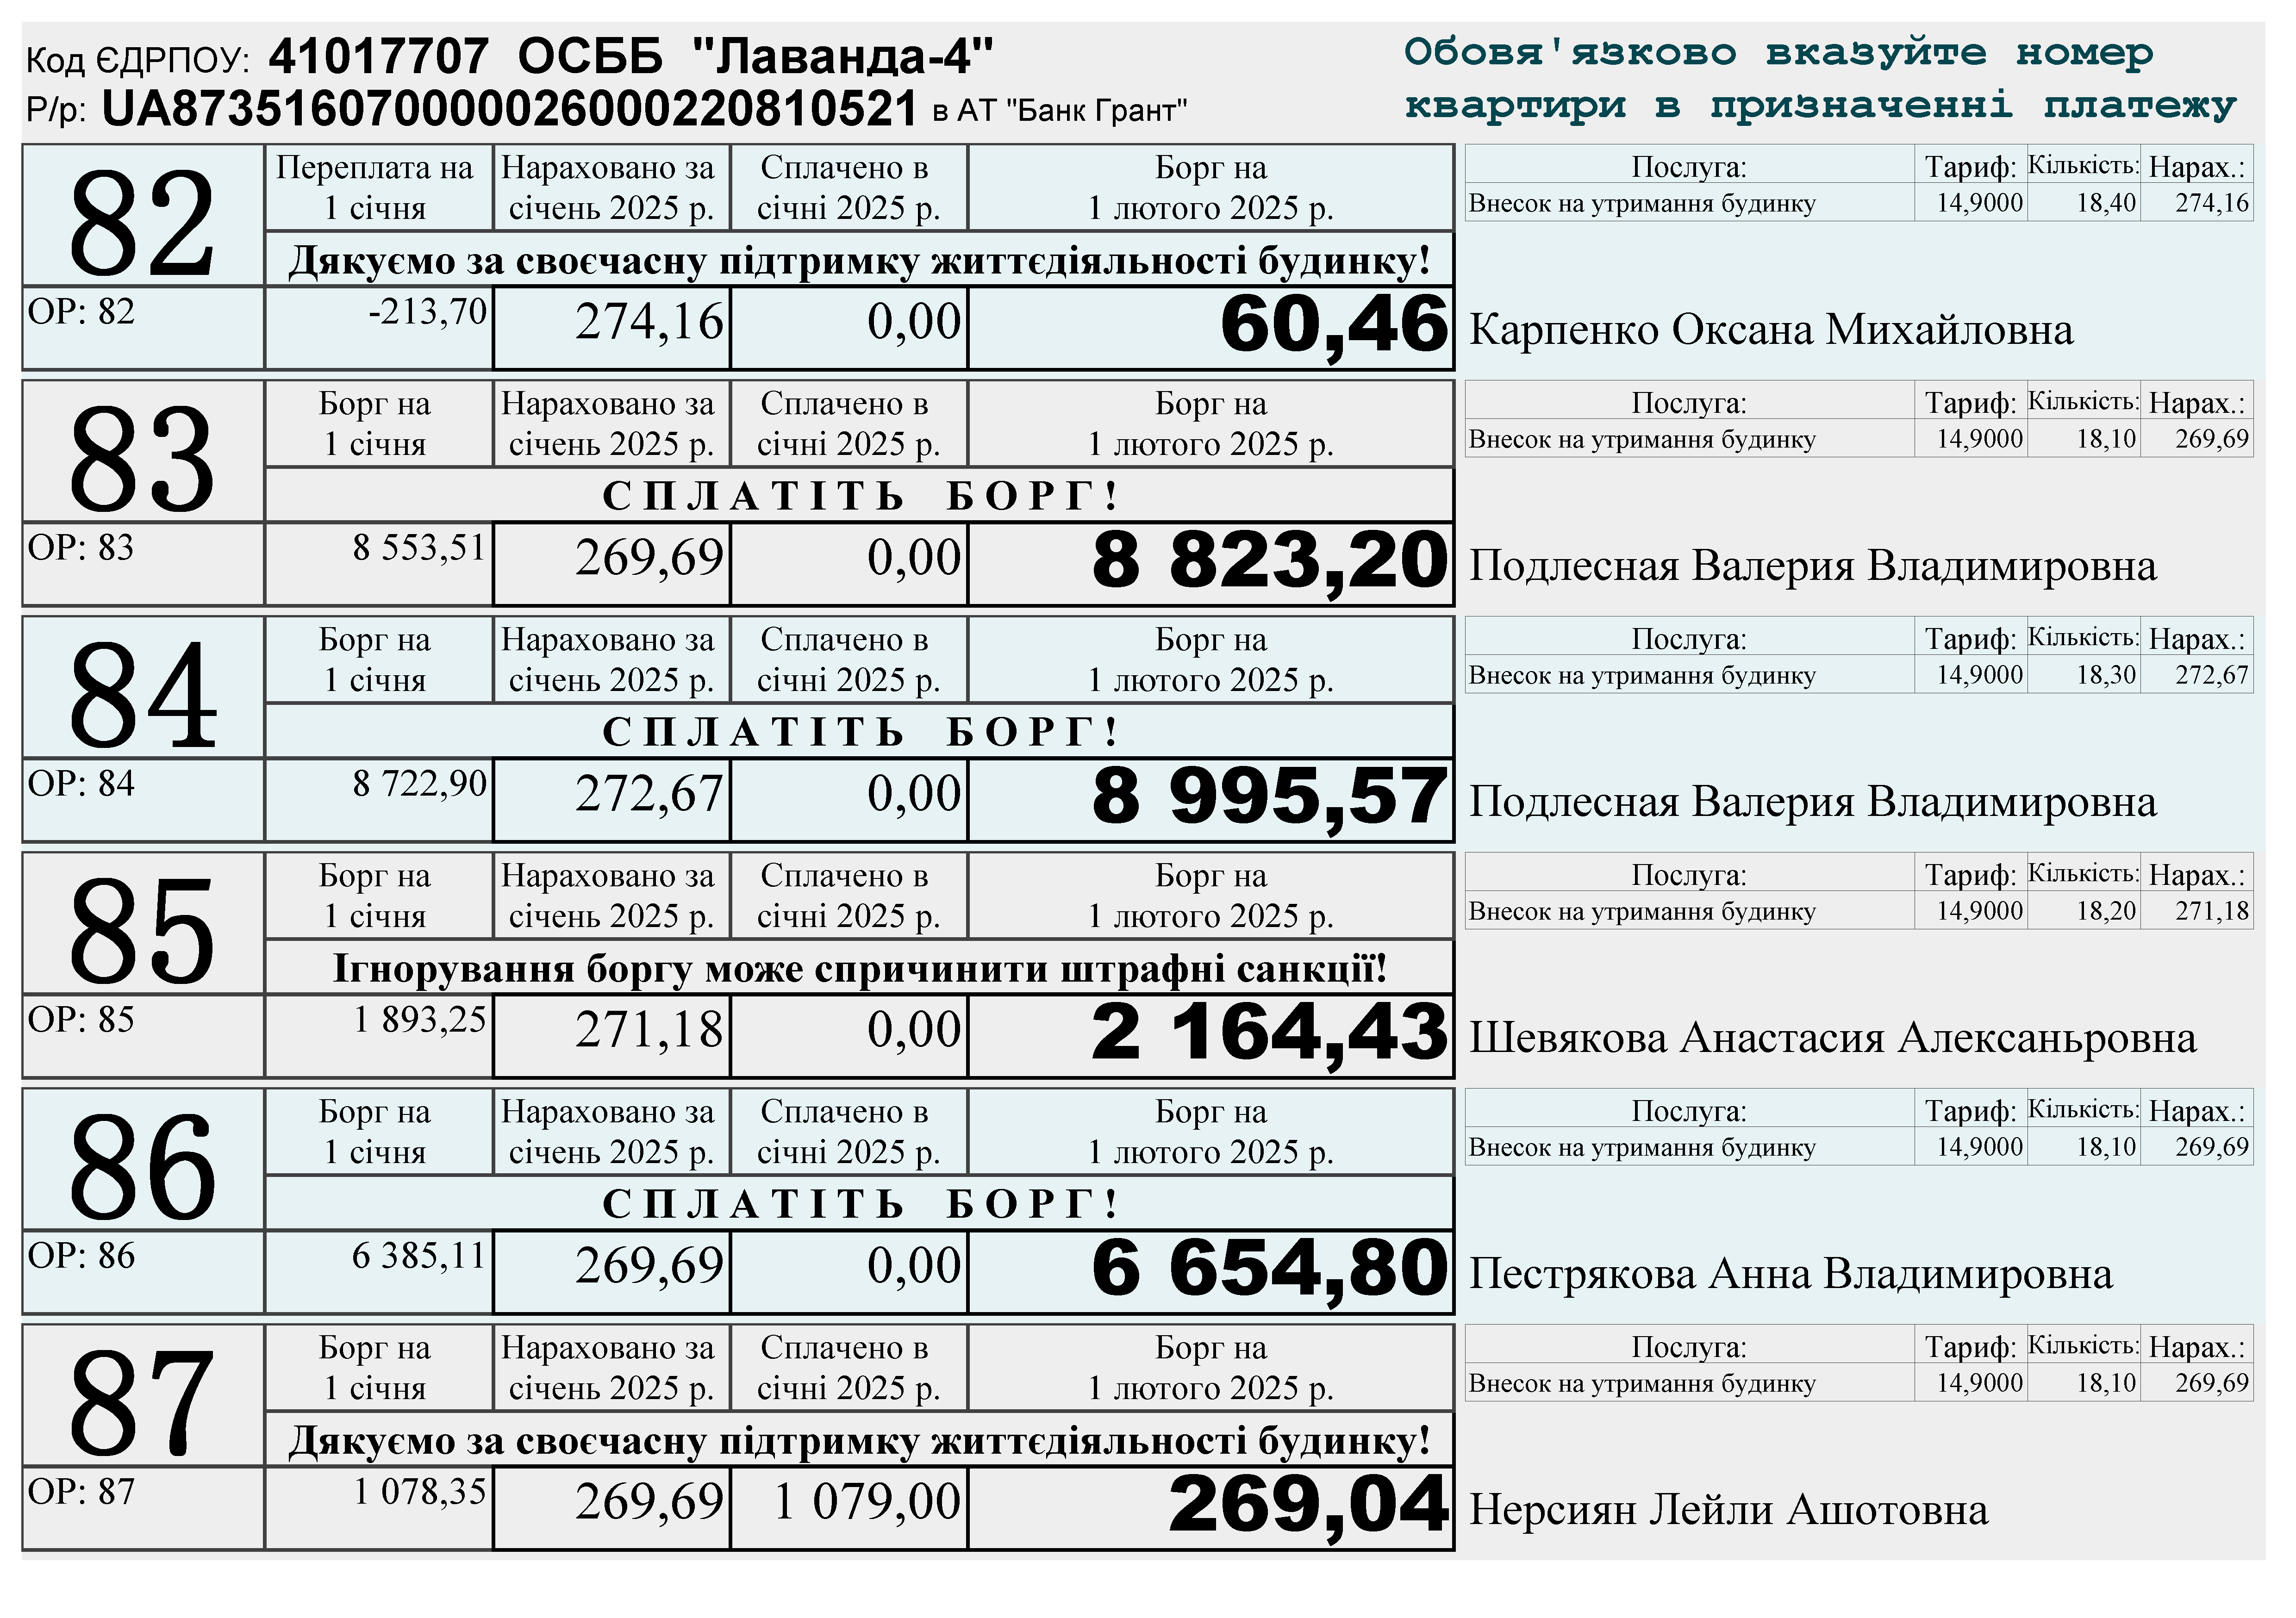 Код ЄДРПОУ: 41017707 ОСББ "Лаванда-4"
Р/р: UA873516070000026000220810521 в АТ "Банк Грант"
Обовя'язково вказуйте номер
квартири в призначенні платежу
82
Переплата на 1 січня
Нараховано за січень 2025 р.
Сплачено в січні 2025 р.
Борг на 1 лютого 2025 р.
Послуга: Тариф: Кількість: Нарах.:
Внесок на утримання будинку 14,9000 18,40 274,16
Дякуємо за своєчасну підтримку життєдіяльності будинку!
ОР: 82 -213,70 274,16 0,00 60,46 Карпенко Оксана Михайловна
83
Борг на 1 січня
Нараховано за січень 2025 р.
Сплачено в січні 2025 р.
Борг на 1 лютого 2025 р.
Послуга: Тариф: Кількість: Нарах.:
Внесок на утримання будинку 14,9000 18,10 269,69
С П Л А Т І Т Ь Б О Р Г !
ОР: 83 8 553,51 269,69 0,00 8 823,20 Подлесная Валерия Владимировна
84
Борг на 1 січня
Нараховано за січень 2025 р.
Сплачено в січні 2025 р.
Борг на 1 лютого 2025 р.
Послуга: Тариф: Кількість: Нарах.:
Внесок на утримання будинку 14,9000 18,30 272,67
С П Л А Т І Т Ь Б О Р Г !
ОР: 84 8 722,90 272,67 0,00 8 995,57 Подлесная Валерия Владимировна
85
Борг на 1 січня
Нараховано за січень 2025 р.
Сплачено в січні 2025 р.
Борг на 1 лютого 2025 р.
Послуга: Тариф: Кількість: Нарах.:
Внесок на утримання будинку 14,9000 18,20 271,18
Ігнорування боргу може спричинити штрафні санкції!
ОР: 85 1 893,25 271,18 0,00 2 164,43 Шевякова Анастасия Алексаньровна
86
Борг на 1 січня
Нараховано за січень 2025 р.
Сплачено в січні 2025 р.
Борг на 1 лютого 2025 р.
Послуга: Тариф: Кількість: Нарах.:
Внесок на утримання будинку 14,9000 18,10 269,69
С П Л А Т І Т Ь Б О Р Г !
ОР: 86 6 385,11 269,69 0,00 6 654,80 Пестрякова Анна Владимировна
87
Борг на 1 січня
Нараховано за січень 2025 р.
Сплачено в січні 2025 р.
Борг на 1 лютого 2025 р.
Послуга: Тариф: Кількість: Нарах.:
Внесок на утримання будинку 14,9000 18,10 269,69
Дякуємо за своєчасну підтримку життєдіяльності будинку!
ОР: 87 1 078,35 269,69 1 079,00 269,04 Нерсиян Лейли Ашотовна